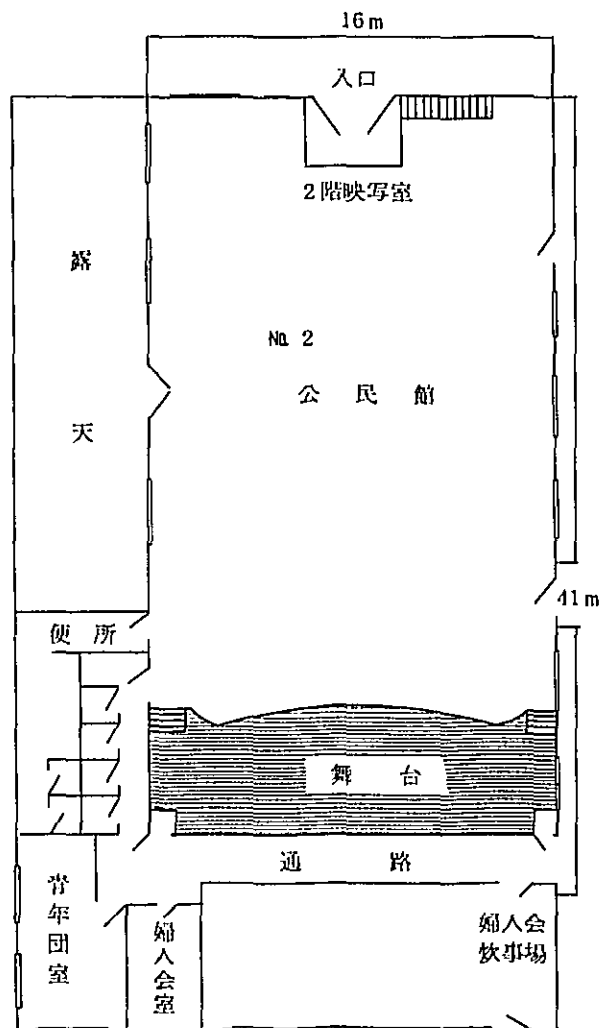 16m
入口
2階映写室
露天
No. 2
公民館
41m
便所
舞台
通路
青年団室
婦人会室
婦人会
炊事場